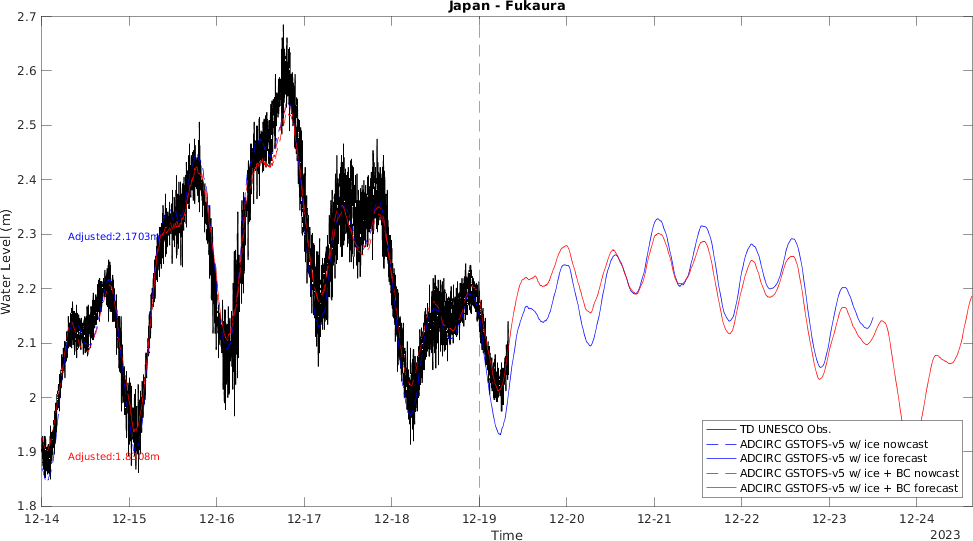 Japan - Fukaura
2.7
2.6
2.5
2.4
2.3
2.2
2.1
2
1.9
1.8
Water Level (m)
Adjusted:2.1703m
TD UNESCO Obs.
ADCIRC GSTOFS-v5 w/ ice nowcast
ADCIRC GSTOFS-v5 w/ ice forecast
ADCIRC GSTOFS-v5 w/ ice + BC nowcast
ADCIRC GSTOFS-v5 w/ ice + BC forecast
12-14
12-15
12-16
12-17
12-18
12-19
12-20
12-21
12-22
12-23
12-24
Time
2023